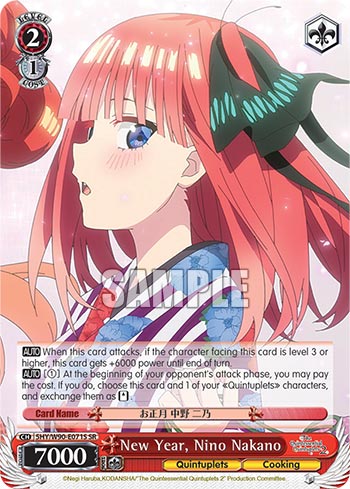 LEVEL
2
1
COST
SAMPLE
AUTO When this card attacks, if the character facing this card is level 3 or
higher, this card gets +6000 power until end of turn.
AUTO [(1)] At the beginning of your opponent's attack phase, you may pay
the cost. If you do, choose this card and 1 of your «Quintuplets» characters,
and exchange them as
Card Name
お正月 中野 二乃
CH
5HY/W90-E071S SR
New Year, Nino Nakano
7000
Quintuplets
Cooking
©Negi Haruba,KODANSHA/"The Quintessential Quintuplets 2" Production Committee.